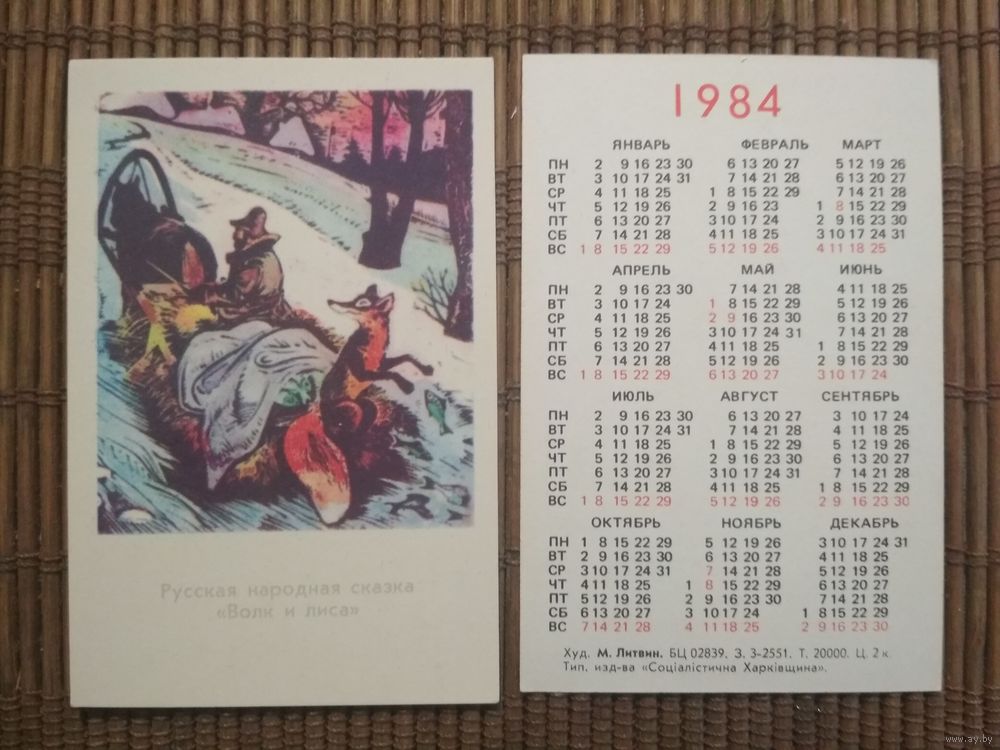 Русская народная сказка
«Волк и лиса»
1984
ЯНВАРЬ ФЕВРАЛЬ МАРТ
ПН 2 9 16 23 30 6 13 20 27 5 12 19 26
ВТ 3 10 17 24 31 7 14 21 28 6 13 20 27
СР 4 11 18 25 1 8 15 22 29 7 14 21 28
ЧТ 5 12 19 26 2 9 16 23 1 8 15 22 29
ПТ 6 13 20 27 3 10 17 24 2 9 16 23 30
СБ 7 14 21 28 4 11 18 25 3 10 17 24 31
ВС 1 8 15 22 29 5 12 19 26 4 11 18 25
АПРЕЛЬ МАЙ ИЮНЬ
ПН 2 9 16 23 30 7 14 21 28 4 11 18 25
ВТ 3 10 17 24 1 8 15 22 29 5 12 19 26
СР 4 11 18 25 2 9 16 23 30 6 13 20 27
ЧТ 5 12 19 26 3 10 17 24 31 7 14 21 28
ПТ 6 13 20 27 4 11 18 25 1 8 15 22 29
СБ 7 14 21 28 5 12 19 26 2 9 16 23 30
ВС 1 8 15 22 29 6 13 20 27 3 10 17 24
ИЮЛЬ АВГУСТ СЕНТЯБРЬ
ПН 2 9 16 23 30 6 13 20 27 3 10 17 24
ВТ 3 10 17 24 31 7 14 21 28 4 11 18 25
СР 4 11 18 25 1 8 15 22 29 5 12 19 26
ЧТ 5 12 19 26 2 9 16 23 30 6 13 20 27
ПТ 6 13 20 27 3 10 17 24 31 7 14 21 28
СБ 7 14 21 28 4 11 18 25 1 8 15 22 29
ВС 1 8 15 22 29 5 12 19 26 2 9 16 23 30
ОКТЯБРЬ НОЯБРЬ ДЕКАБРЬ
ПН 1 8 15 22 29 5 12 19 26 3 10 17 24 31
ВТ 2 9 16 23 30 6 13 20 27 4 11 18 25
СР 3 10 17 24 31 7 14 21 28 5 12 19 26
ЧТ 4 11 18 25 1 8 15 22 29 6 13 20 27
ПТ 5 12 19 26 2 9 16 23 30 7 14 21 28
СБ 6 13 20 27 3 10 17 24 1 8 15 22 29
ВС 7 14 21 28 4 11 18 25 2 9 16 23 30
Худ. М. Литвин. БЦ 02839. З. 3-2551. Т. 20000. Ц. 2 к.
Тип. изд-ва «Соціалістична Харківщина».
www.ay.by